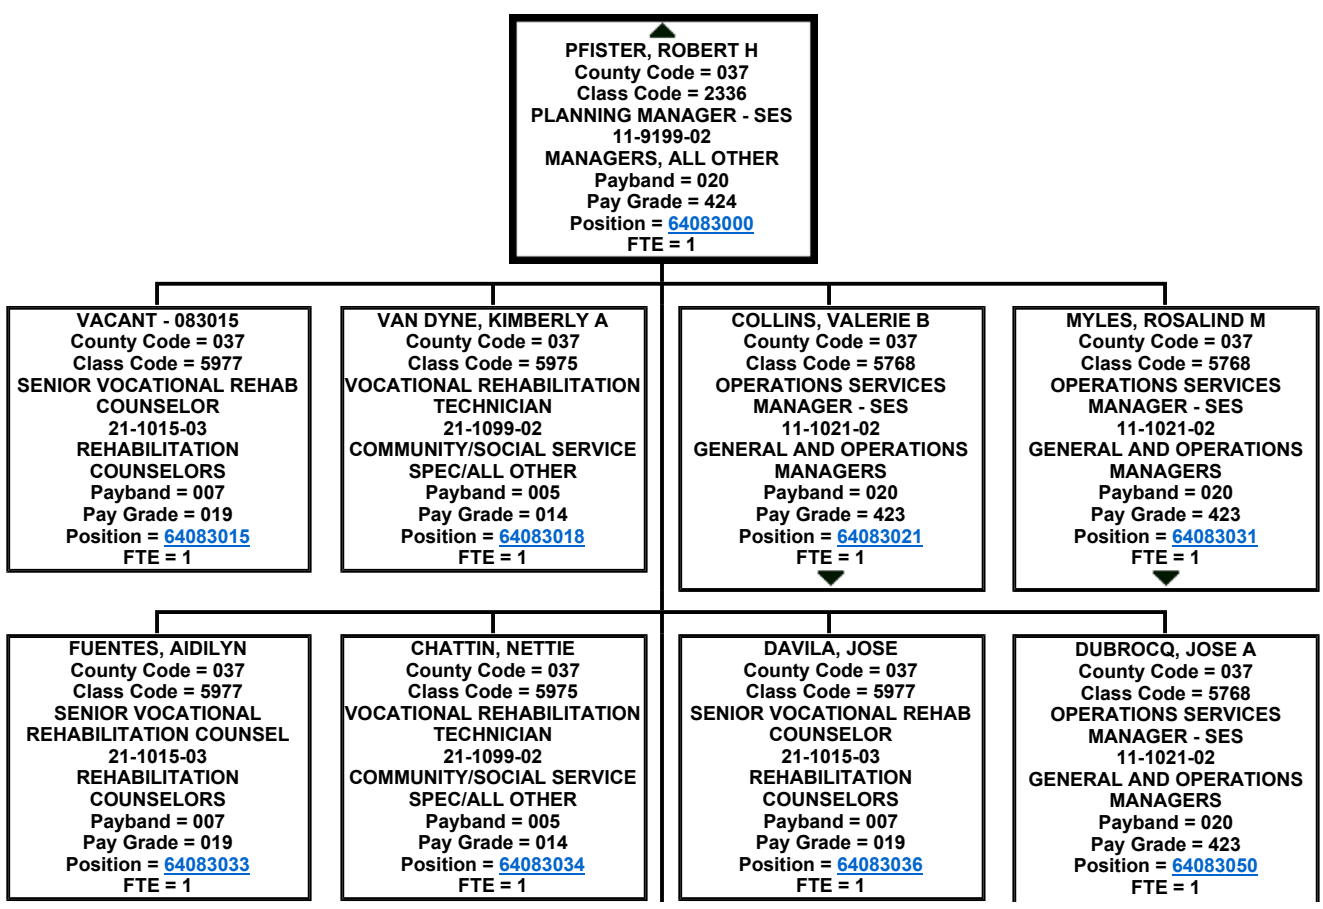 PFISTER, ROBERT H
County Code = 037
Class Code = 2336
PLANNING MANAGER - SES
11-9199-02
MANAGERS, ALL OTHER
Payband = 020
Pay Grade = 424
Position = 64083000
FTE = 1
VACANT - 083015
County Code = 037
Class Code = 5977
SENIOR VOCATIONAL REHAB
COUNSELOR
21-1015-03
REHABILITATION
COUNSELORS
Payband = 007
Pay Grade = 019
Position = 64083015
FTE = 1
VAN DYNE, KIMBERLY A
County Code = 037
Class Code = 5975
VOCATIONAL REHABILITATION
TECHNICIAN
21-1099-02
COMMUNITY/SOCIAL SERVICE
SPEC/ALL OTHER
Payband = 005
Pay Grade = 014
Position = 64083018
FTE = 1
COLLINS, VALERIE B
County Code = 037
Class Code = 5768
OPERATIONS SERVICES
MANAGER - SES
11-1021-02
GENERAL AND OPERATIONS
MANAGERS
Payband = 020
Pay Grade = 423
Position = 64083021
FTE = 1
MYLES, ROSALIND M
County Code = 037
Class Code = 5768
OPERATIONS SERVICES
MANAGER - SES
11-1021-02
GENERAL AND OPERATIONS
MANAGERS
Payband = 020
Pay Grade = 423
Position = 64083031
FTE = 1
FUENTES, AIDILYN
County Code = 037
Class Code = 5977
SENIOR VOCATIONAL
REHABILITATION COUNSEL
21-1015-03
REHABILITATION
COUNSELORS
Payband = 007
Pay Grade = 019
Position = 64083033
FTE = 1
CHATTIN, NETTIE
County Code = 037
Class Code = 5975
VOCATIONAL REHABILITATION
TECHNICIAN
21-1099-02
COMMUNITY/SOCIAL SERVICE
SPEC/ALL OTHER
Payband = 005
Pay Grade = 014
Position = 64083034
FTE = 1
DAVILA, JOSE
County Code = 037
Class Code = 5977
SENIOR VOCATIONAL REHAB
COUNSELOR
21-1015-03
REHABILITATION
COUNSELORS
Payband = 007
Pay Grade = 019
Position = 64083036
FTE = 1
DUBROCQ, JOSE A
County Code = 037
Class Code = 5768
OPERATIONS SERVICES
MANAGER - SES
11-1021-02
GENERAL AND OPERATIONS
MANAGERS
Payband = 020
Pay Grade = 423
Position = 64083050
FTE = 1